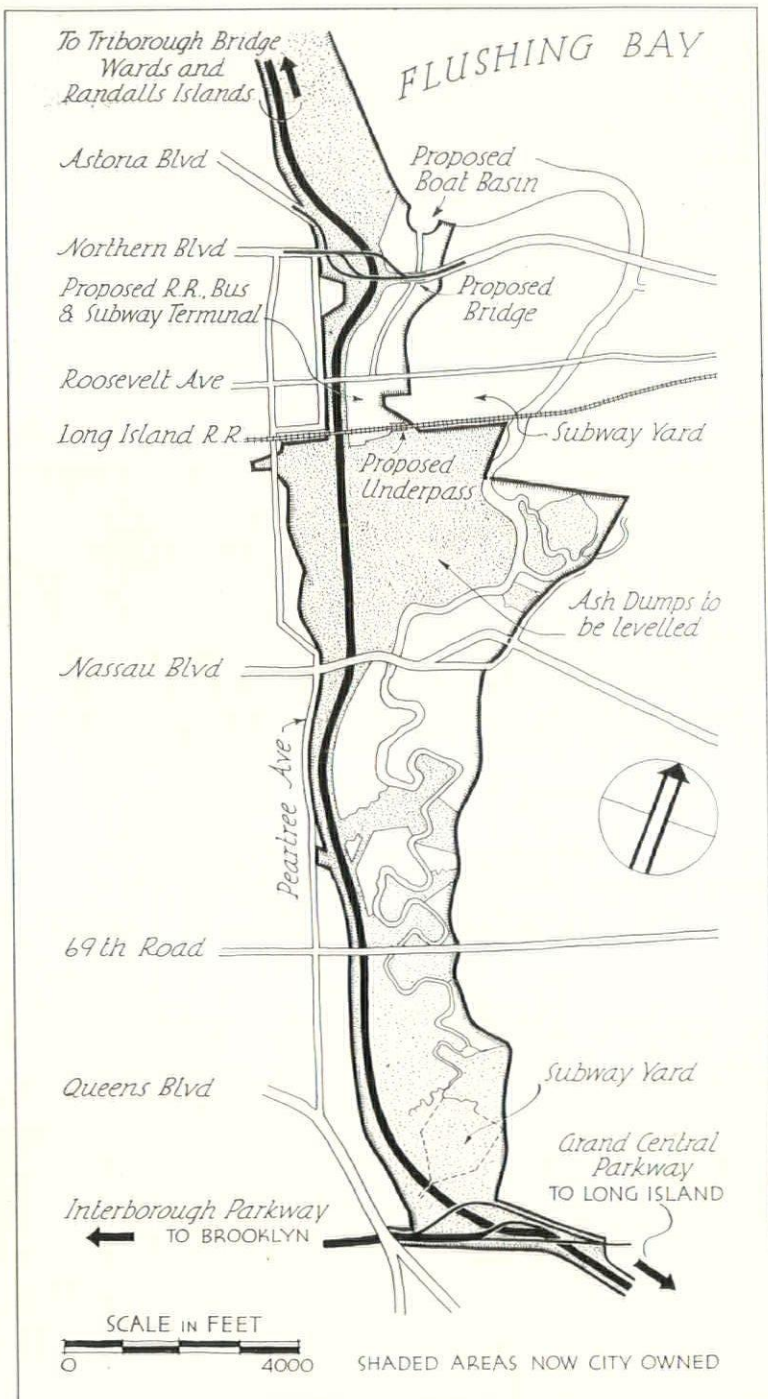 To Triborough Bridge
Wards and
Randalls Islands
FLUSHING BAY
Astoria Blvd
Proposed
Boat Basin
Northern Blvd
Proposed R.R., Bus
& Subway Terminal
Proposed
Bridge
Roosevelt Ave
Long Island R.R.
Subway Yard
Proposed
Underpass
Ash Dumps to
be levelled
Nassau Blvd
Peartree Ave
69th Road
Queens Blvd
Subway Yard
Grand Central
Parkway
TO LONG ISLAND
Interborough Parkway
TO BROOKLYN
SCALE IN FEET
0 4000
SHADED AREAS NOW CITY OWNED